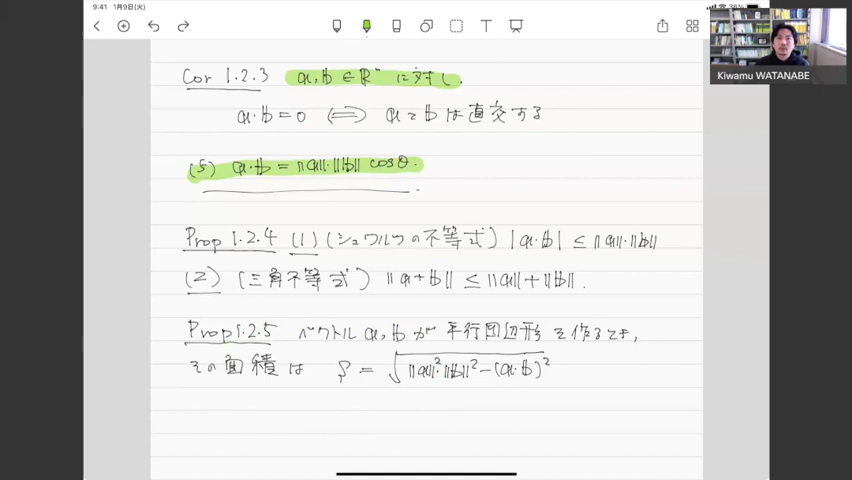 9:41 1月9日(火)
36%
Kiwamu WATANABE
Cor 1.2.3 a, b ∈ ℝⁿ に対し,
a・b = 0 ⟺ a と b は直交する
(5) a・b = ||a||・||b|| cosθ.
Prop 1.2.4 (1) (シュワルツの不等式) |a・b| ≤ ||a||・||b||
(2) (三角不等式) ||a+b|| ≤ ||a||+||b||.
Prop 1.2.5 ベクトル a, b が 平行四辺形 を作るとき,
その面積は S = √(||a||²・||b||² − (a・b)²)